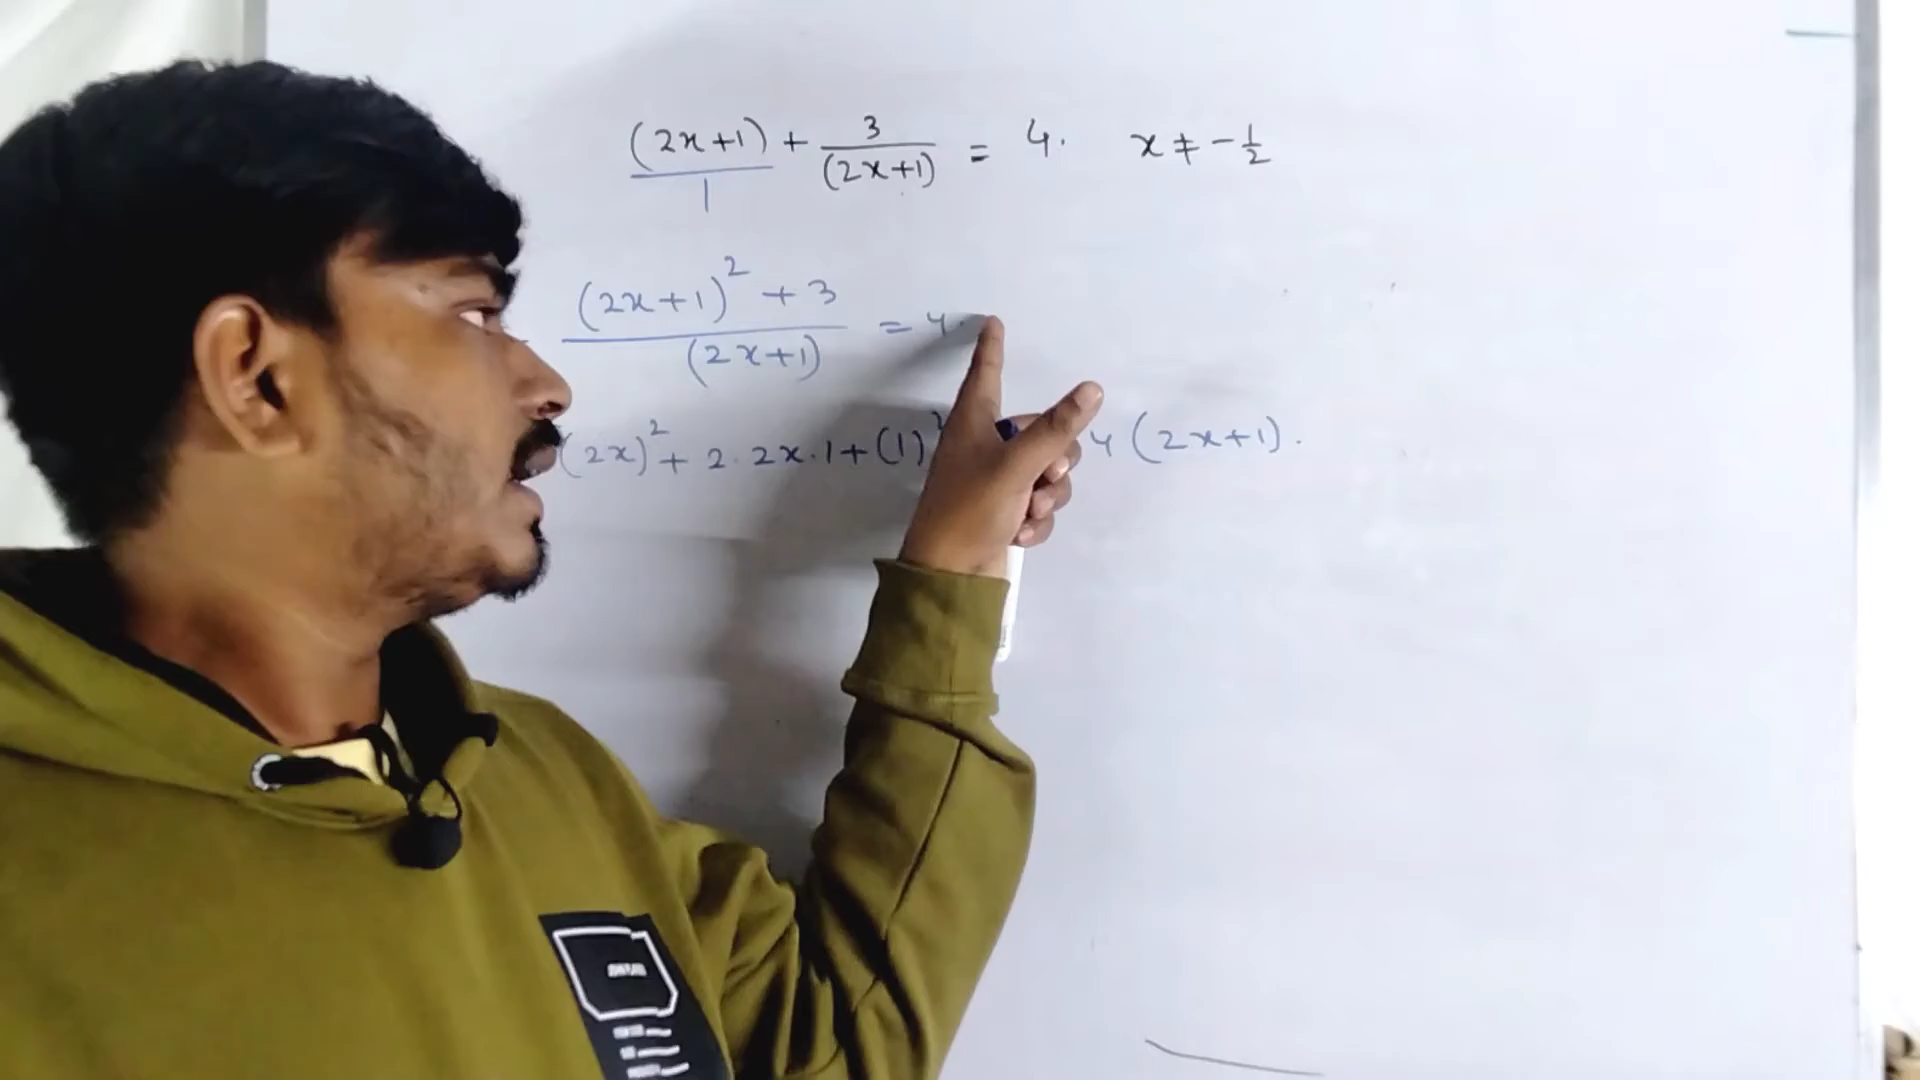 (2x+1)/1 + 3/(2x+1) = 4. x ≠ -1/2
((2x+1)² + 3)/(2x+1) = 4.
(2x)² + 2.2x.1 + (1)² 4(2x+1).